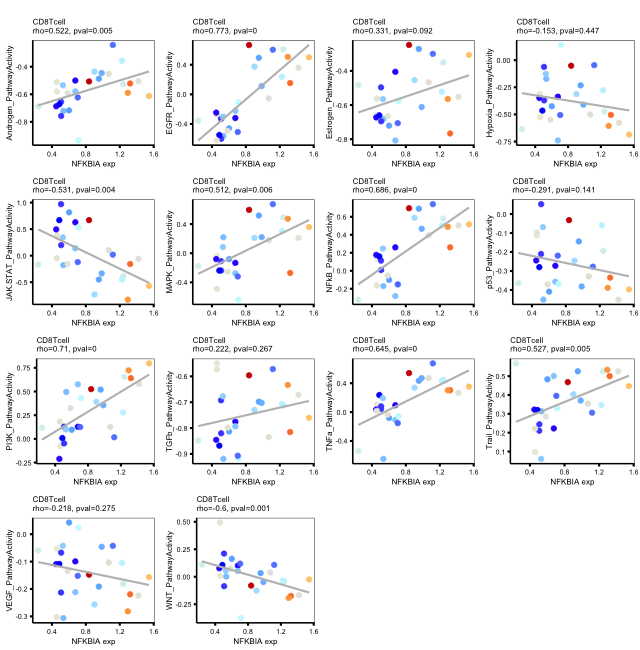 CD8Tcell
rho=0.522, pval=0.005
Androgen_PathwayActivity
-0.4
-0.6
-0.8
0.4 0.8 1.2 1.6
NFKBIA exp
CD8Tcell
rho=0.773, pval=0
EGFR_PathwayActivity
0.4
0.0
-0.4
0.4 0.8 1.2 1.6
NFKBIA exp
CD8Tcell
rho=0.331, pval=0.092
Estrogen_PathwayActivity
-0.4
-0.6
-0.8
0.4 0.8 1.2 1.6
NFKBIA exp
CD8Tcell
rho=-0.153, pval=0.447
Hypoxia_PathwayActivity
0.00
-0.25
-0.50
-0.75
0.4 0.8 1.2 1.6
NFKBIA exp
CD8Tcell
rho=-0.531, pval=0.004
JAK.STAT_PathwayActivity
1.0
0.5
0.0
-0.5
0.4 0.8 1.2 1.6
NFKBIA exp
CD8Tcell
rho=0.512, pval=0.006
MAPK_PathwayActivity
0.4
0.2
0.0
-0.2
-0.4
-0.6
0.4 0.8 1.2 1.6
NFKBIA exp
CD8Tcell
rho=0.686, pval=0
NFkB_PathwayActivity
0.6
0.4
0.2
0.0
-0.2
0.4 0.8 1.2 1.6
NFKBIA exp
CD8Tcell
rho=-0.291, pval=0.141
p53_PathwayActivity
0.0
-0.1
-0.2
-0.3
-0.4
0.4 0.8 1.2 1.6
NFKBIA exp
CD8Tcell
rho=0.71, pval=0
PI3K_PathwayActivity
0.75
0.50
0.25
0.00
-0.25
0.4 0.8 1.2 1.6
NFKBIA exp
CD8Tcell
rho=0.222, pval=0.267
TGFb_PathwayActivity
-0.6
-0.7
-0.8
-0.9
0.4 0.8 1.2 1.6
NFKBIA exp
CD8Tcell
rho=0.645, pval=0
TNFa_PathwayActivity
0.4
0.0
-0.4
0.4 0.8 1.2 1.6
NFKBIA exp
CD8Tcell
rho=0.527, pval=0.005
Trail_PathwayActivity
0.5
0.4
0.3
0.2
0.1
0.4 0.8 1.2 1.6
NFKBIA exp
CD8Tcell
rho=-0.218, pval=0.275
VEGF_PathwayActivity
0.0
-0.1
-0.2
-0.3
0.4 0.8 1.2 1.6
NFKBIA exp
CD8Tcell
rho=-0.6, pval=0.001
WNT_PathwayActivity
0.50
0.25
0.00
-0.25
0.4 0.8 1.2 1.6
NFKBIA exp